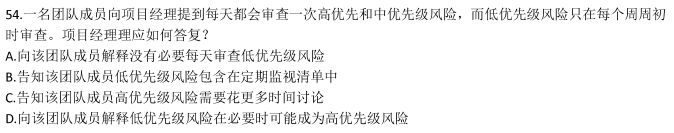 54.一名团队成员向项目经理提到每天都会审查一次高优先和中优先级风险，而低优先级风险只在每个周周初
时审查。项目经理理应如何答复？
A.向该团队成员解释没有必要每天审查低优先级风险
B.告知该团队成员低优先级风险包含在定期监视清单中
C.告知该团队成员高优先级风险需要花更多时间讨论
D.向该团队成员解释低优先级风险在必要时可能成为高优先级风险